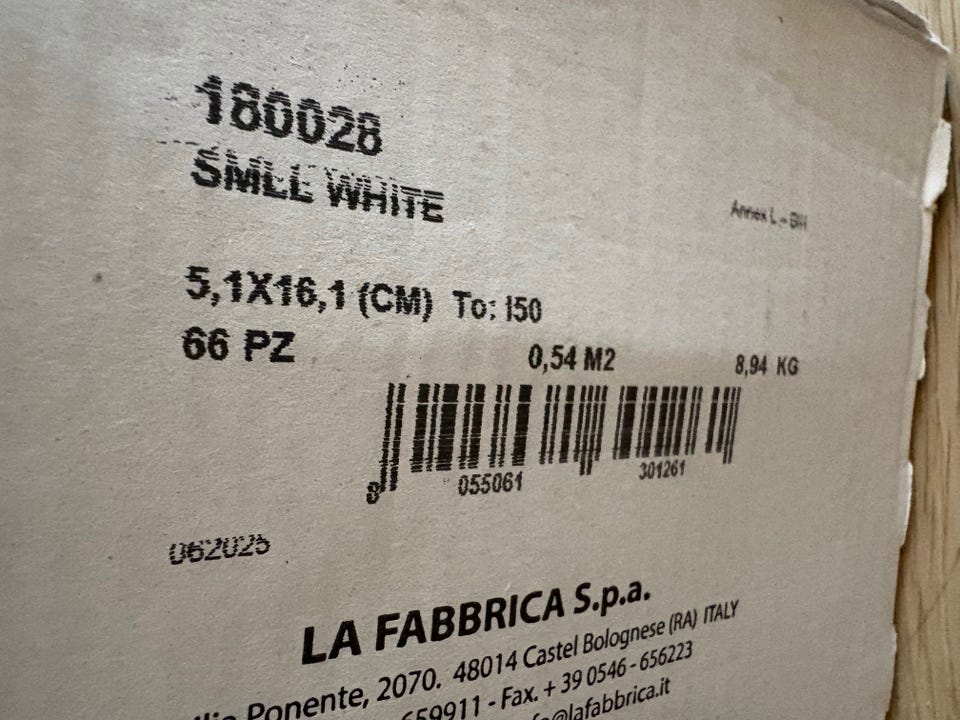 180028
SMLL WHITE
Annex L - BIII
5,1X16,1 (CM) To: I50
66 PZ
0,54 M2
8,94 KG
8 055061 301261
062025
LA FABBRICA S.p.a.
Ponente, 2070. 48014 Castel Bolognese (RA) ITALY
659911 - Fax. + 39 0546 - 656223
@lafabbrica.it